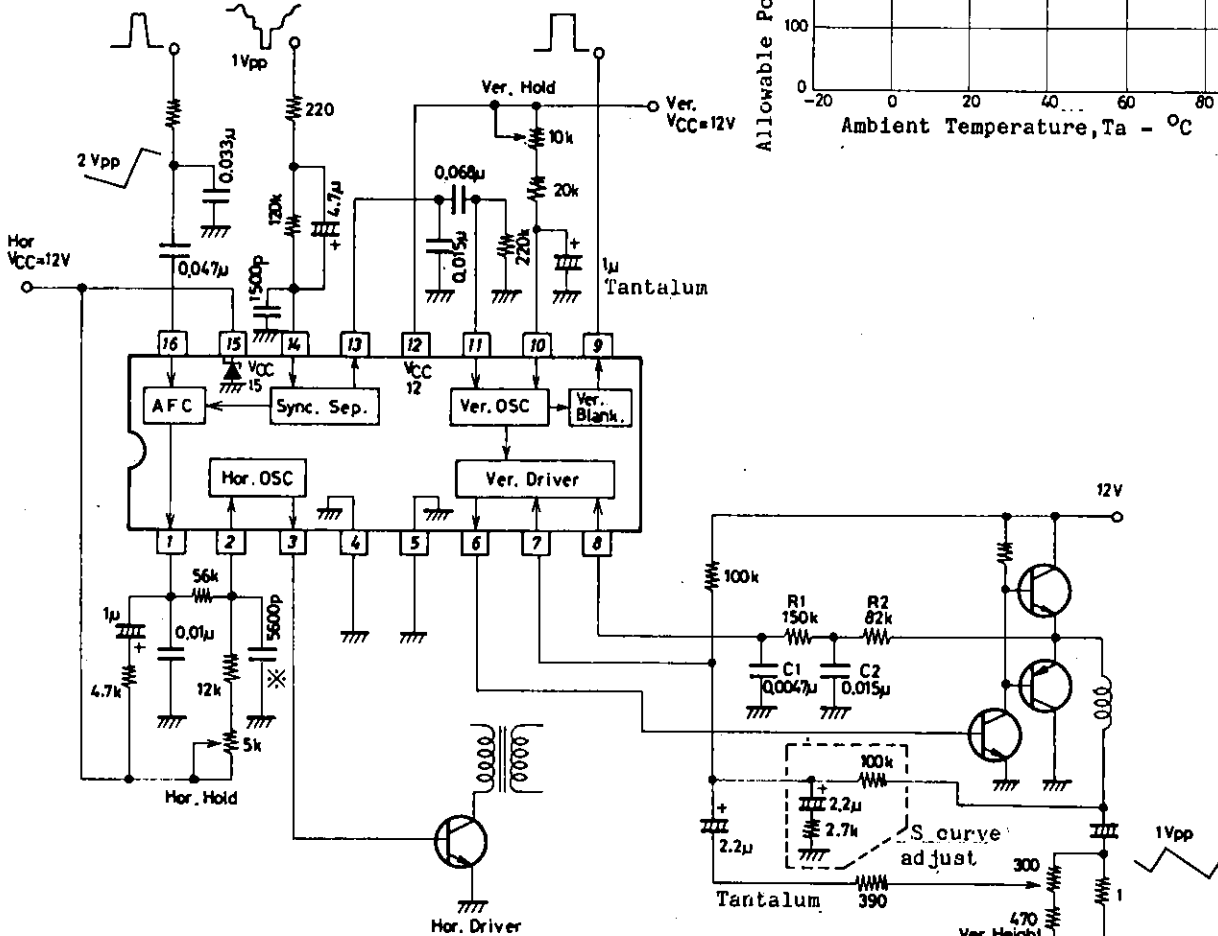 Allowable Po
100
0
-20 0 20 40 60 80
Ambient Temperature,Ta - °C
1Vpp
220
Ver. Hold
Ver.
VCC=12V
10k
2 Vpp
0.033μ
120k
4.7μ
+
0.068μ
20k
0.015μ
220k
+
1μ
Tantalum
Hor
VCC=12V
0.047μ
1500p
16 15 14 13 12 11 10 9
VCC
15
VCC
12
AFC
Sync. Sep.
Ver. OSC
Ver.
Blank.
Hor. OSC
Ver. Driver
1 2 3 4 5 6 7 8
12V
56k
100k
R1
150k
R2
82k
1μ
+
0.01μ
5600p
※
C1
0.0047μ
C2
0.015μ
4.7k
12k
5k
Hor. Hold
100k
+
2.2μ
2.7k
+
2.2μ
S curve
adjust
1Vpp
300
1
Tantalum
390
470
Ver. Height
Hor. Driver